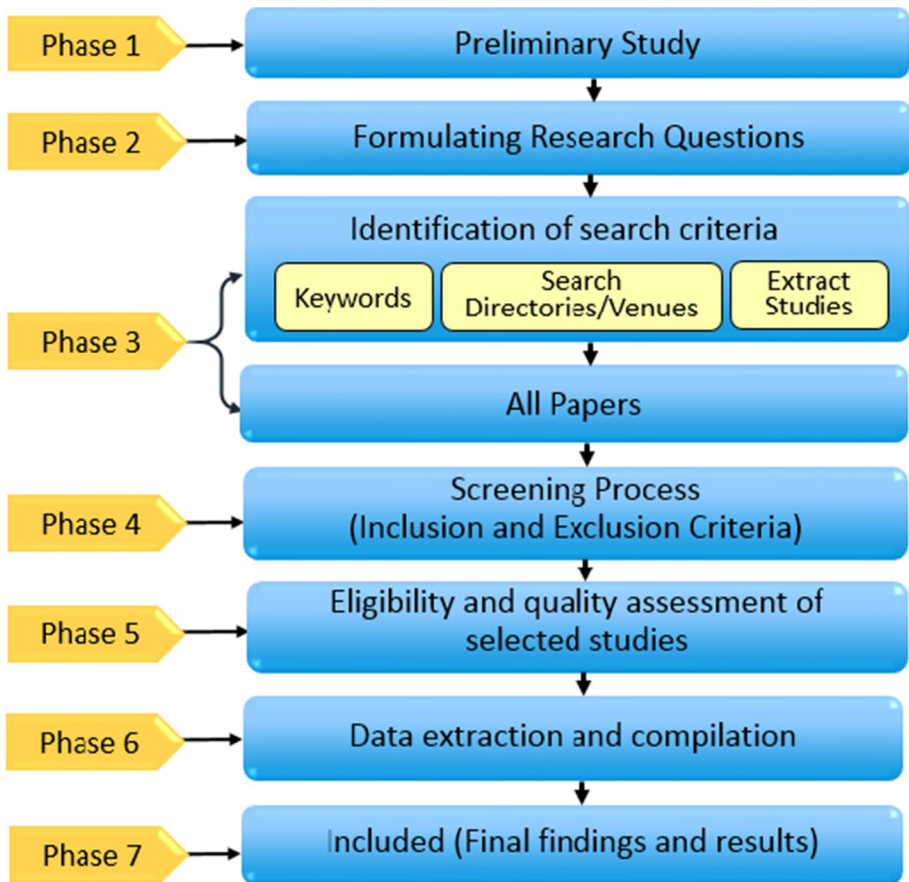 Phase 1
Preliminary Study
Phase 2
Formulating Research Questions
Phase 3
Identification of search criteria
Keywords
Search
Directories/Venues
Extract
Studies
All Papers
Phase 4
Screening Process
(Inclusion and Exclusion Criteria)
Phase 5
Eligibility and quality assessment of
selected studies
Phase 6
Data extraction and compilation
Phase 7
Included (Final findings and results)